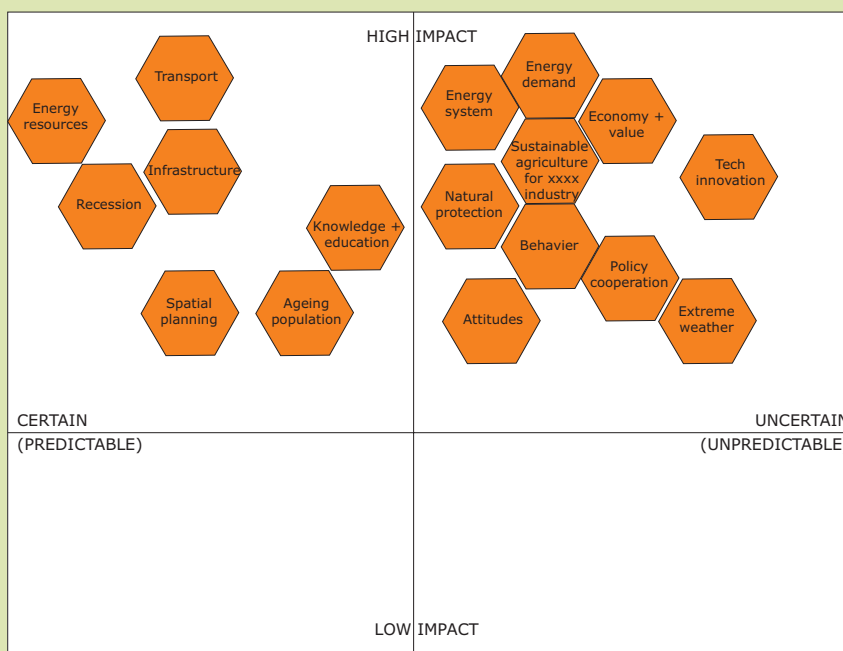 HIGH IMPACT
Transport
Energy
resources
Infrastructure
Recession
Knowledge +
education
Spatial
planning
Ageing
population
Energy
demand
Energy
system
Economy +
value
Sustainable
agriculture
for xxxx
industry
Tech
innovation
Natural
protection
Behavier
Policy
cooperation
Attitudes
Extreme
weather
CERTAIN
(PREDICTABLE)
UNCERTAIN
(UNPREDICTABLE
LOW IMPACT